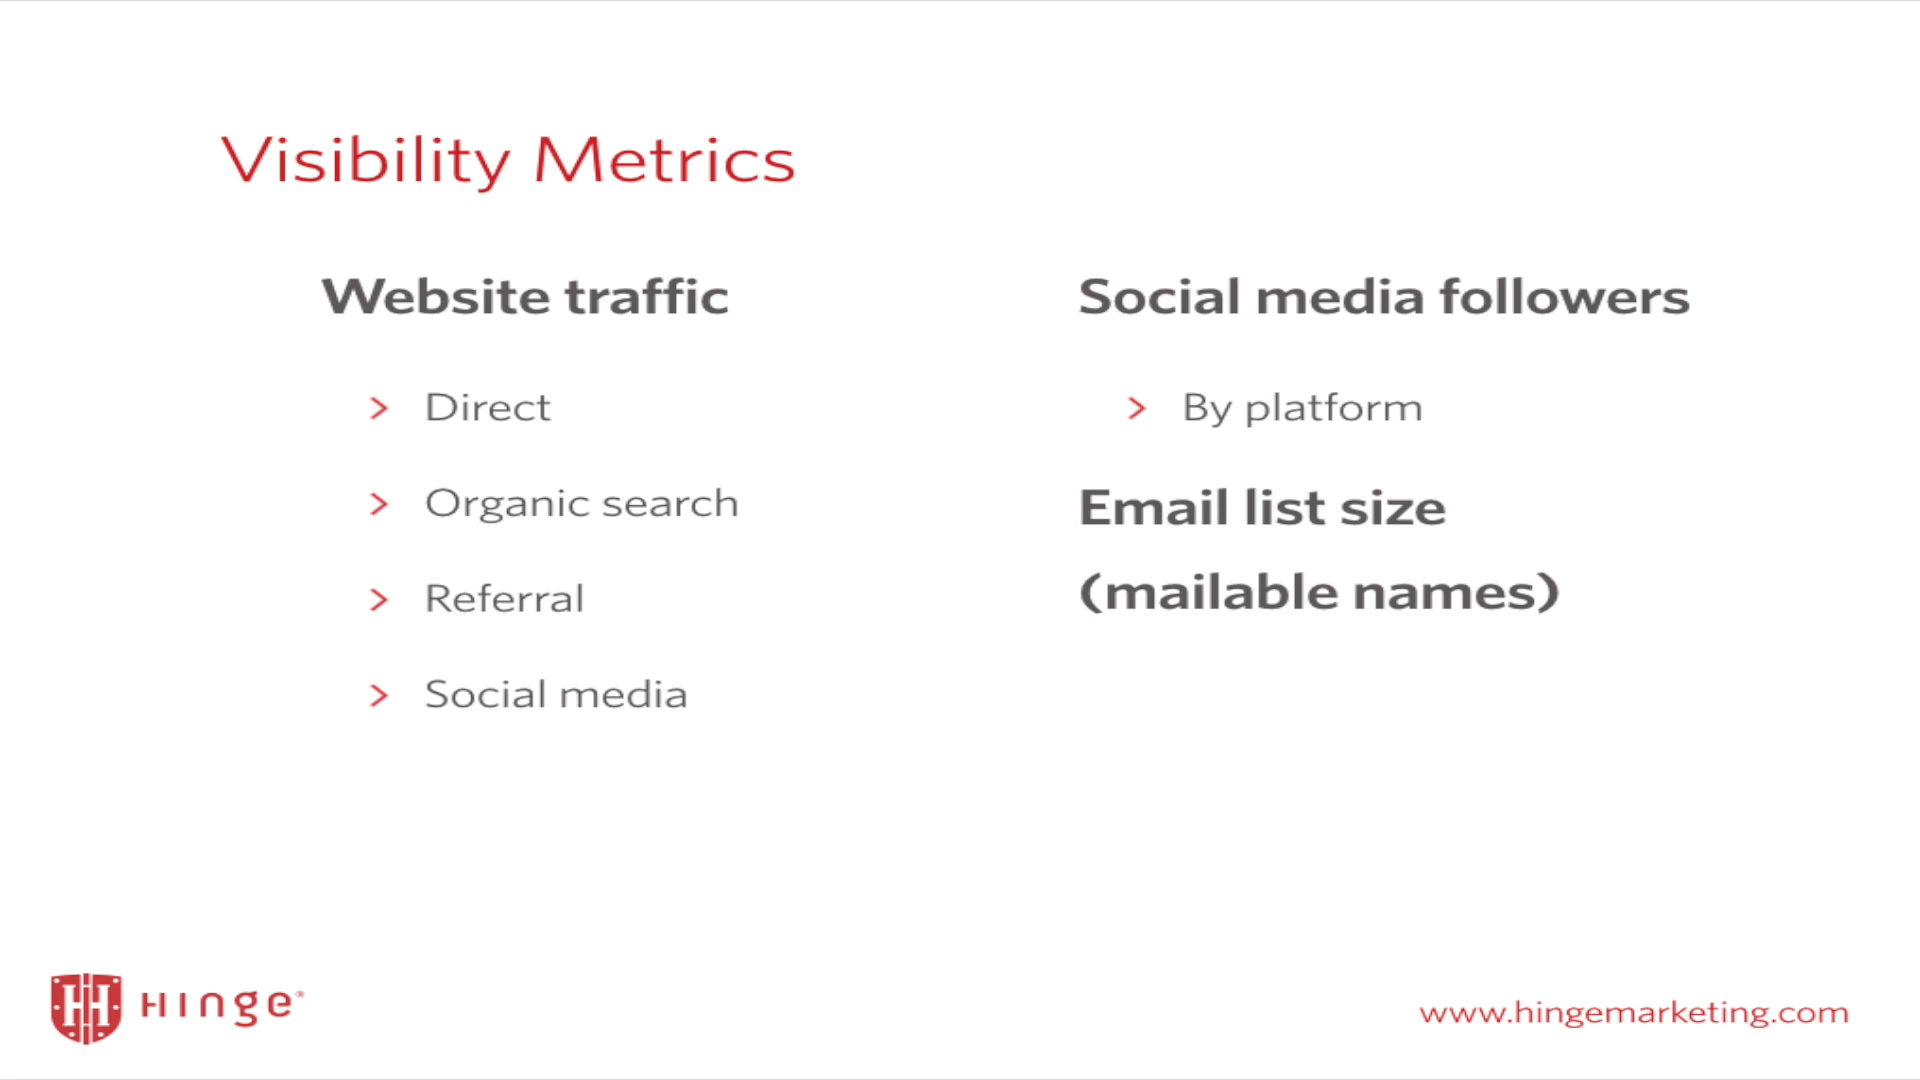 Visibility Metrics
Website traffic
> Direct
> Organic search
> Referral
> Social media
Social media followers
> By platform
Email list size
(mailable names)
Hinge®
www.hingemarketing.com